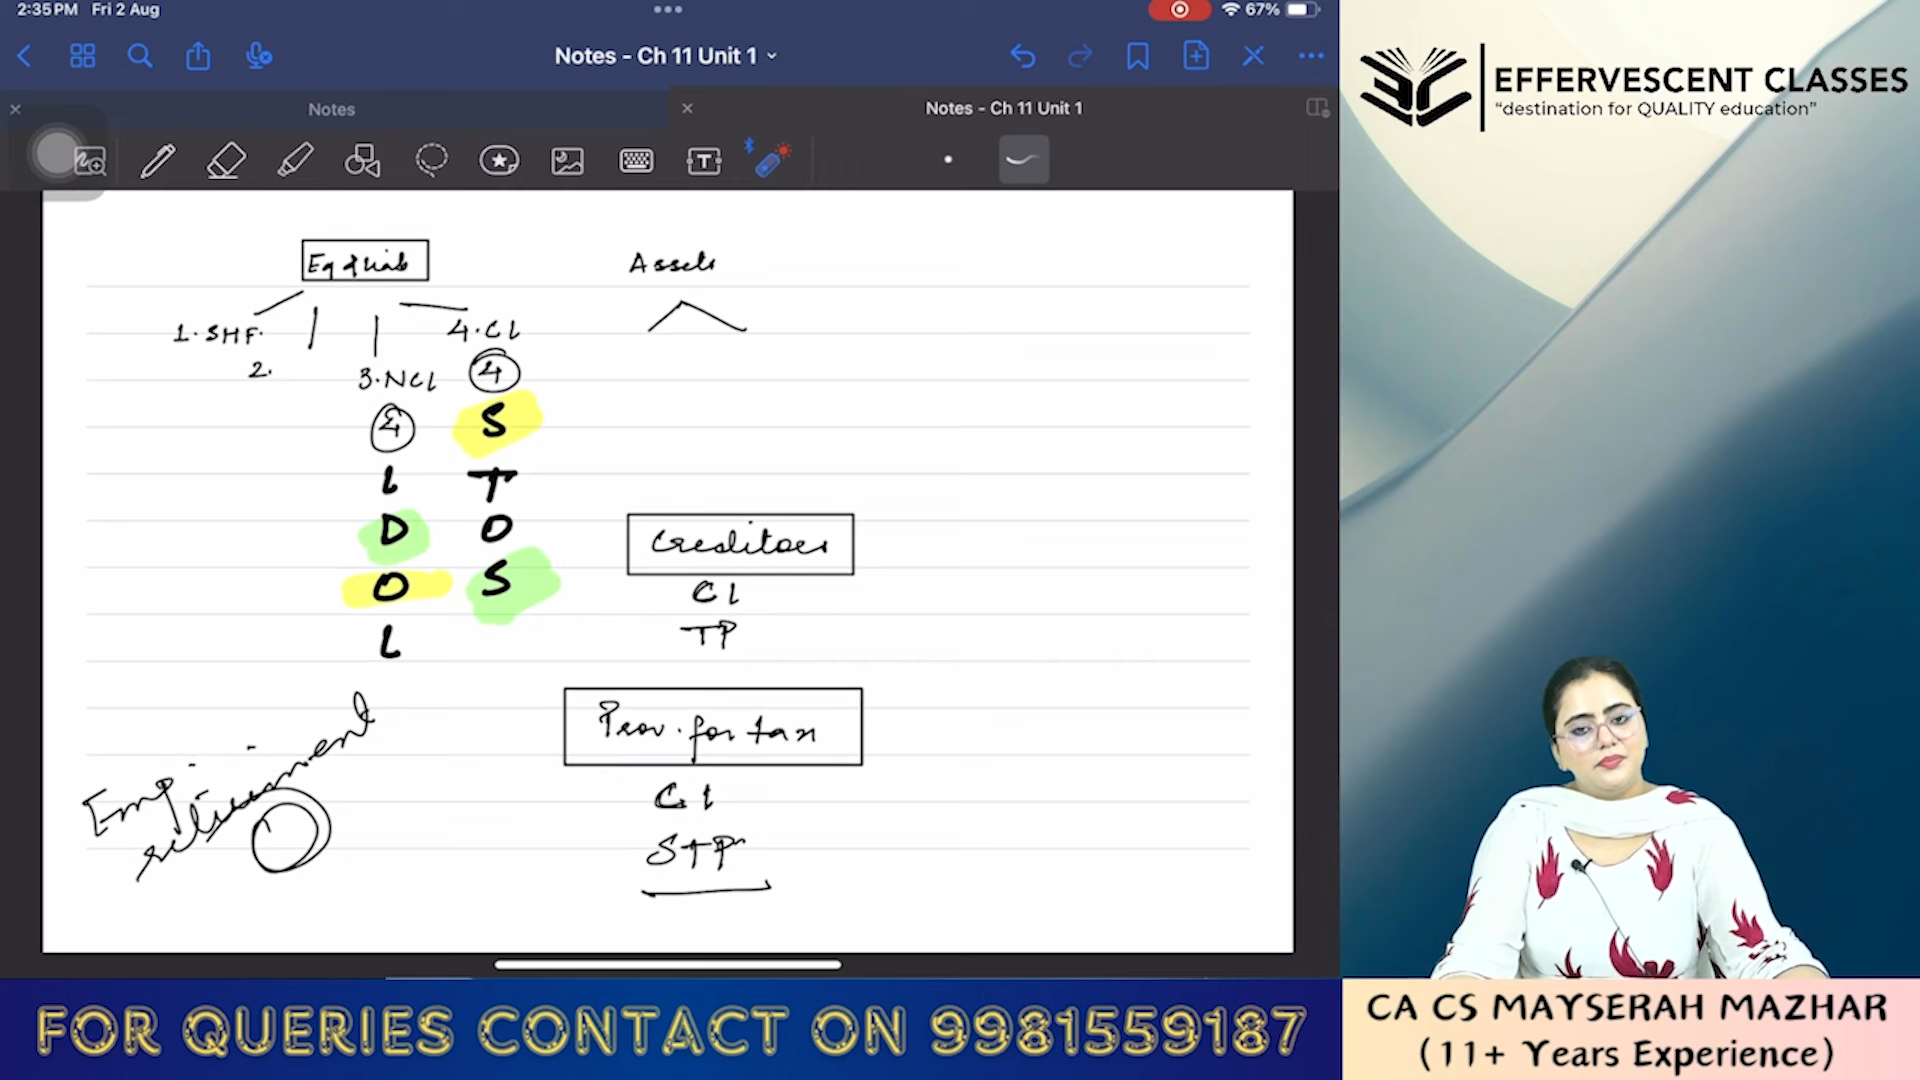 2:35 PM Fri 2 Aug
67%
Notes - Ch 11 Unit 1
Notes
Notes - Ch 11 Unit 1
T
EFFERVESCENT CLASSES
"destination for QUALITY education"
Eq & Liab
Assets
1. SHF.
4. CL
2.
3. NCL
4
4
S
L
T
D
O
O
S
L
Creditors
CL
TP
Prov. for tax
CL
STP
Emp.
retirement
FOR QUERIES CONTACT ON 9981559187
CA CS MAYSERAH MAZHAR
(11+ Years Experience)